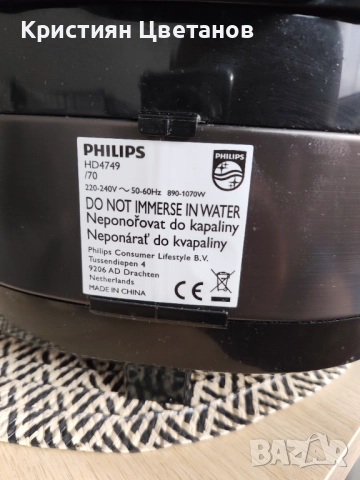 Кристиян Цветанов
PHILIPS
HD4749
/70
220-240V ~ 50-60Hz 890-1070W
PHILIPS
DO NOT IMMERSE IN WATER
Neponořovat do kapaliny
Neponárať do kvapaliny
Philips Consumer Lifestyle B.V.
Tussendiepen 4
9206 AD Drachten
Netherlands
CE
MADE IN CHINA
BAZAR